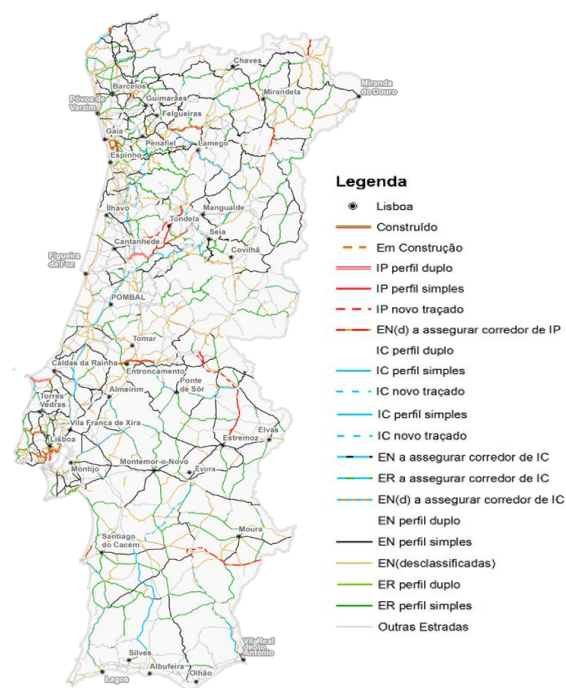 Chaves
Miranda
do Douro
Barcelos
Mirandela
Póvoa de
Varzim
Guimarães
Felgueiras
Gaia
Penafiel
Lamego
Espinho
Ilhavo
Mangualde
Tondela
Seia
Cantanhede
Covilhã
Figueira
da Foz
POMBAL
Tomar
Caldas da Rainha
Entroncamento
Almeirim
Ponte
de Sôr
Torres
Vedras
Vila Franca de Xira
Elvas
Lisboa
Estremoz
Montijo
Montemor-o-Novo
Évora
Santiago
do Cacém
Moura
Vila Real
de Sto
António
Silves
Albufeira
Lagos
Olhão
Legenda
Lisboa
Construído
Em Construção
IP perfil duplo
IP perfil simples
IP novo traçado
EN(d) a assegurar corredor de IP
IC perfil duplo
IC perfil simples
IC novo traçado
IC perfil simples
IC novo traçado
EN a assegurar corredor de IC
ER a assegurar corredor de IC
EN(d) a assegurar corredor de IC
EN perfil duplo
EN perfil simples
EN(desclassificadas)
ER perfil duplo
ER perfil simples
Outras Estradas